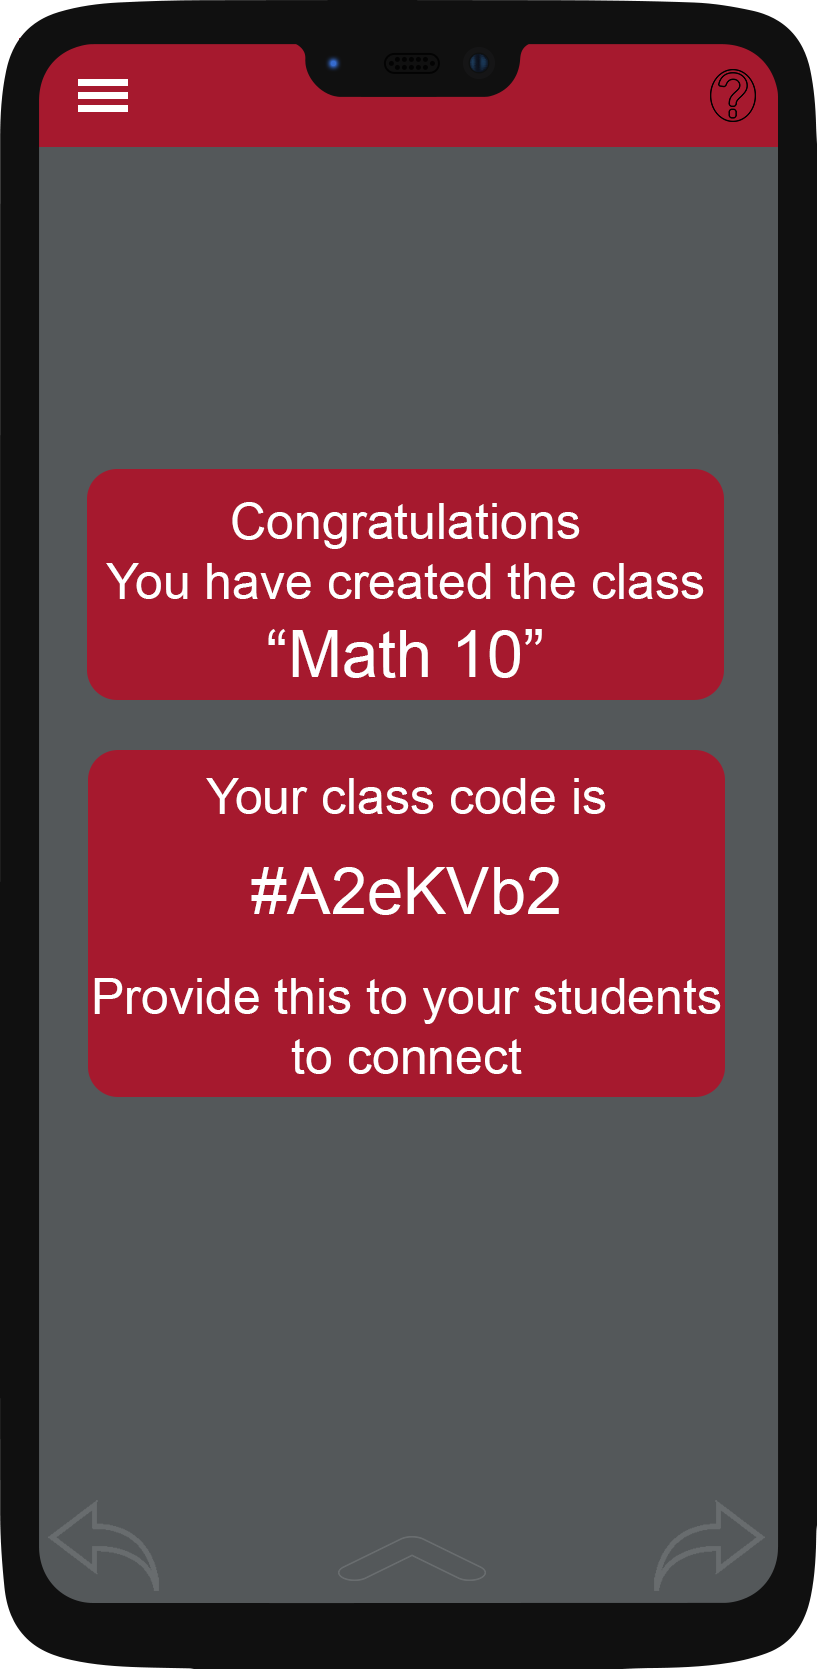 Congratulations
You have created the class
“Math 10”
Your class code is
#A2eKVb2
Provide this to your students
to connect